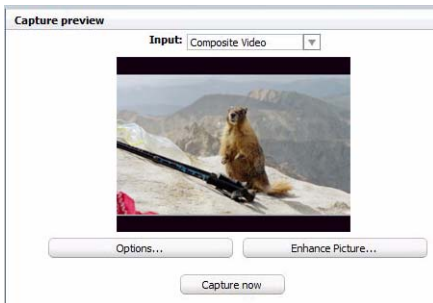 Capture preview
Input: Composite Video
Options... Enhance Picture...
Capture now